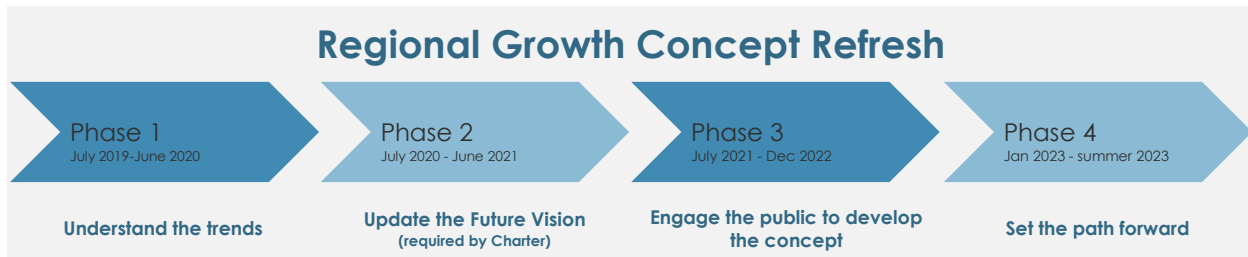 Regional Growth Concept Refresh
Phase 1
July 2019-June 2020
Phase 2
July 2020 - June 2021
Phase 3
July 2021 - Dec 2022
Phase 4
Jan 2023 - summer 2023
Understand the trends
Update the Future Vision
(required by Charter)
Engage the public to develop
the concept
Set the path forward